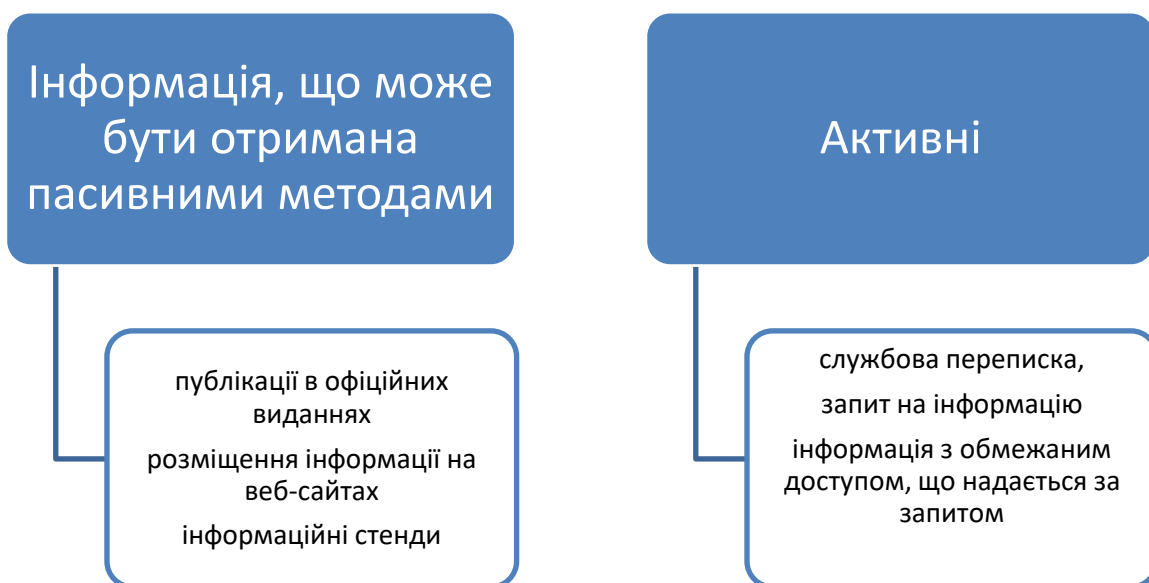 Інформація, що може
бути отримана
пасивними методами
публікації в офіційних
виданнях
розміщення інформації на
веб-сайтах
інформаційні стенди
Активні
службова переписка,
запит на інформацію
інформація з обмежаним
доступом, що надається за
запитом